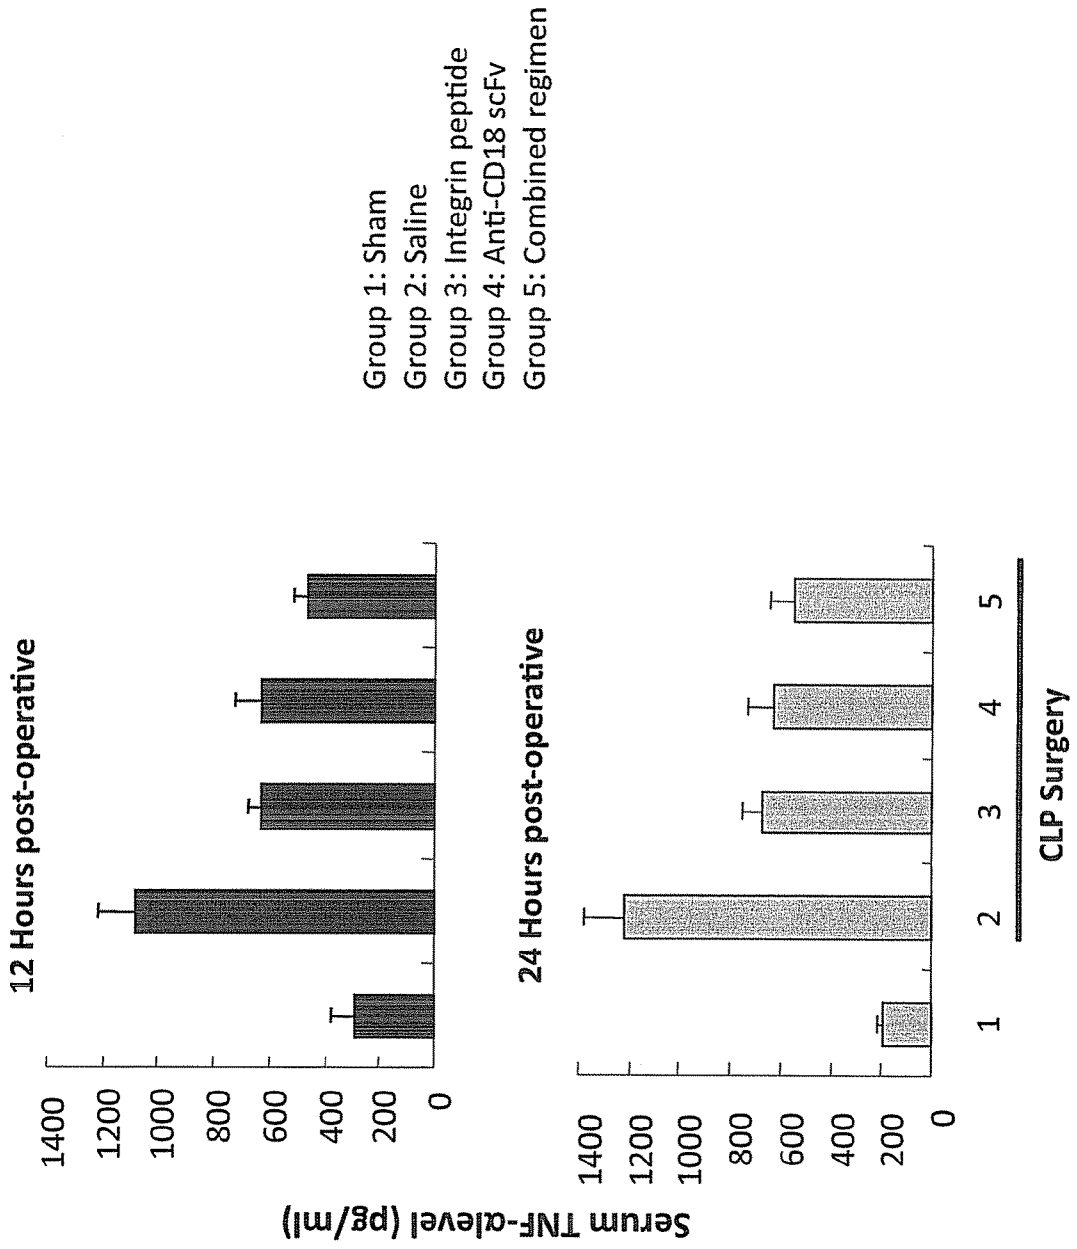 12 Hours post-operative
1400
1200
1000
800
600
400
200
0
24 Hours post-operative
1400
1200
1000
800
600
400
200
0
Serum TNF-αlevel (pg/ml)
1 2 3 4 5
CLP Surgery
Group 1: Sham
Group 2: Saline
Group 3: Integrin peptide
Group 4: Anti-CD18 scFv
Group 5: Combined regimen